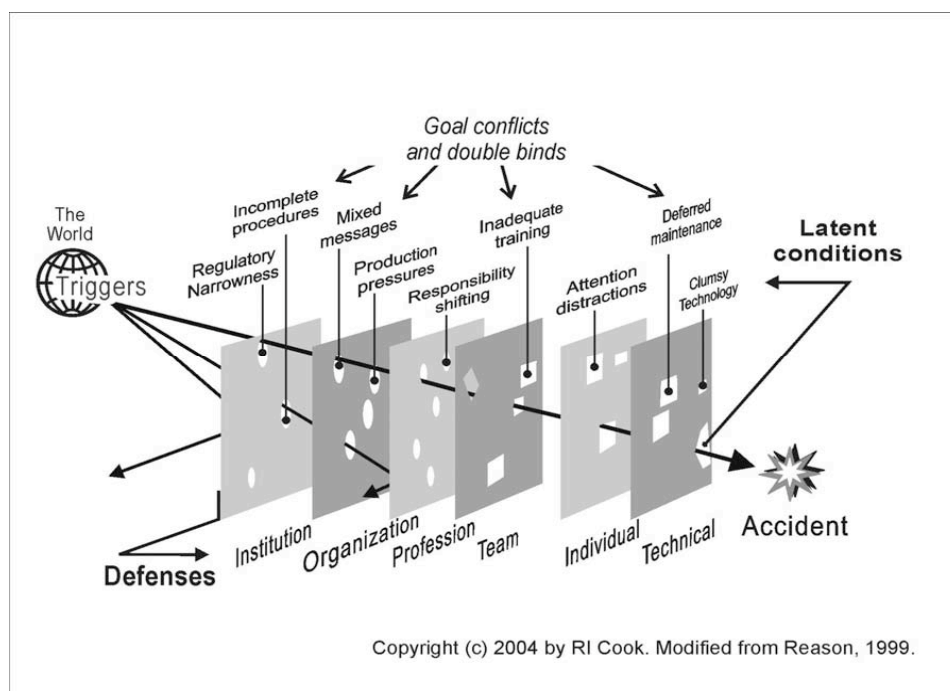 Goal conflicts
and double binds
The World
Triggers
Regulatory
Narrowness
Incomplete
procedures
Mixed
messages
Production
pressures
Responsibility
shifting
Inadequate
training
Attention
distractions
Deferred
maintenance
Clumsy
Technology
Latent
conditions
Defenses
Institution
Organization
Profession
Team
Individual
Technical
Accident
Copyright (c) 2004 by RI Cook. Modified from Reason, 1999.